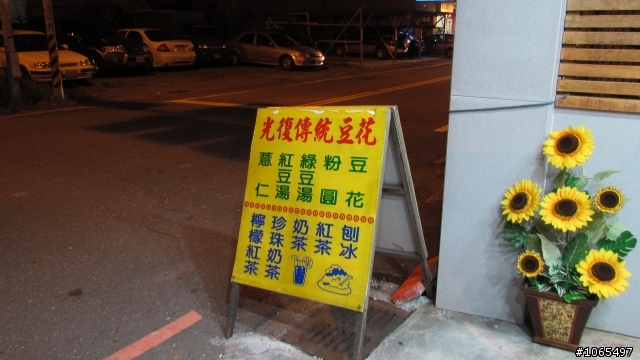 光復傳統豆花
豆花
粉圓
綠豆湯
紅豆湯
薏仁
刨冰
紅茶
奶茶
珍珠奶茶
檸檬紅茶
#1065497